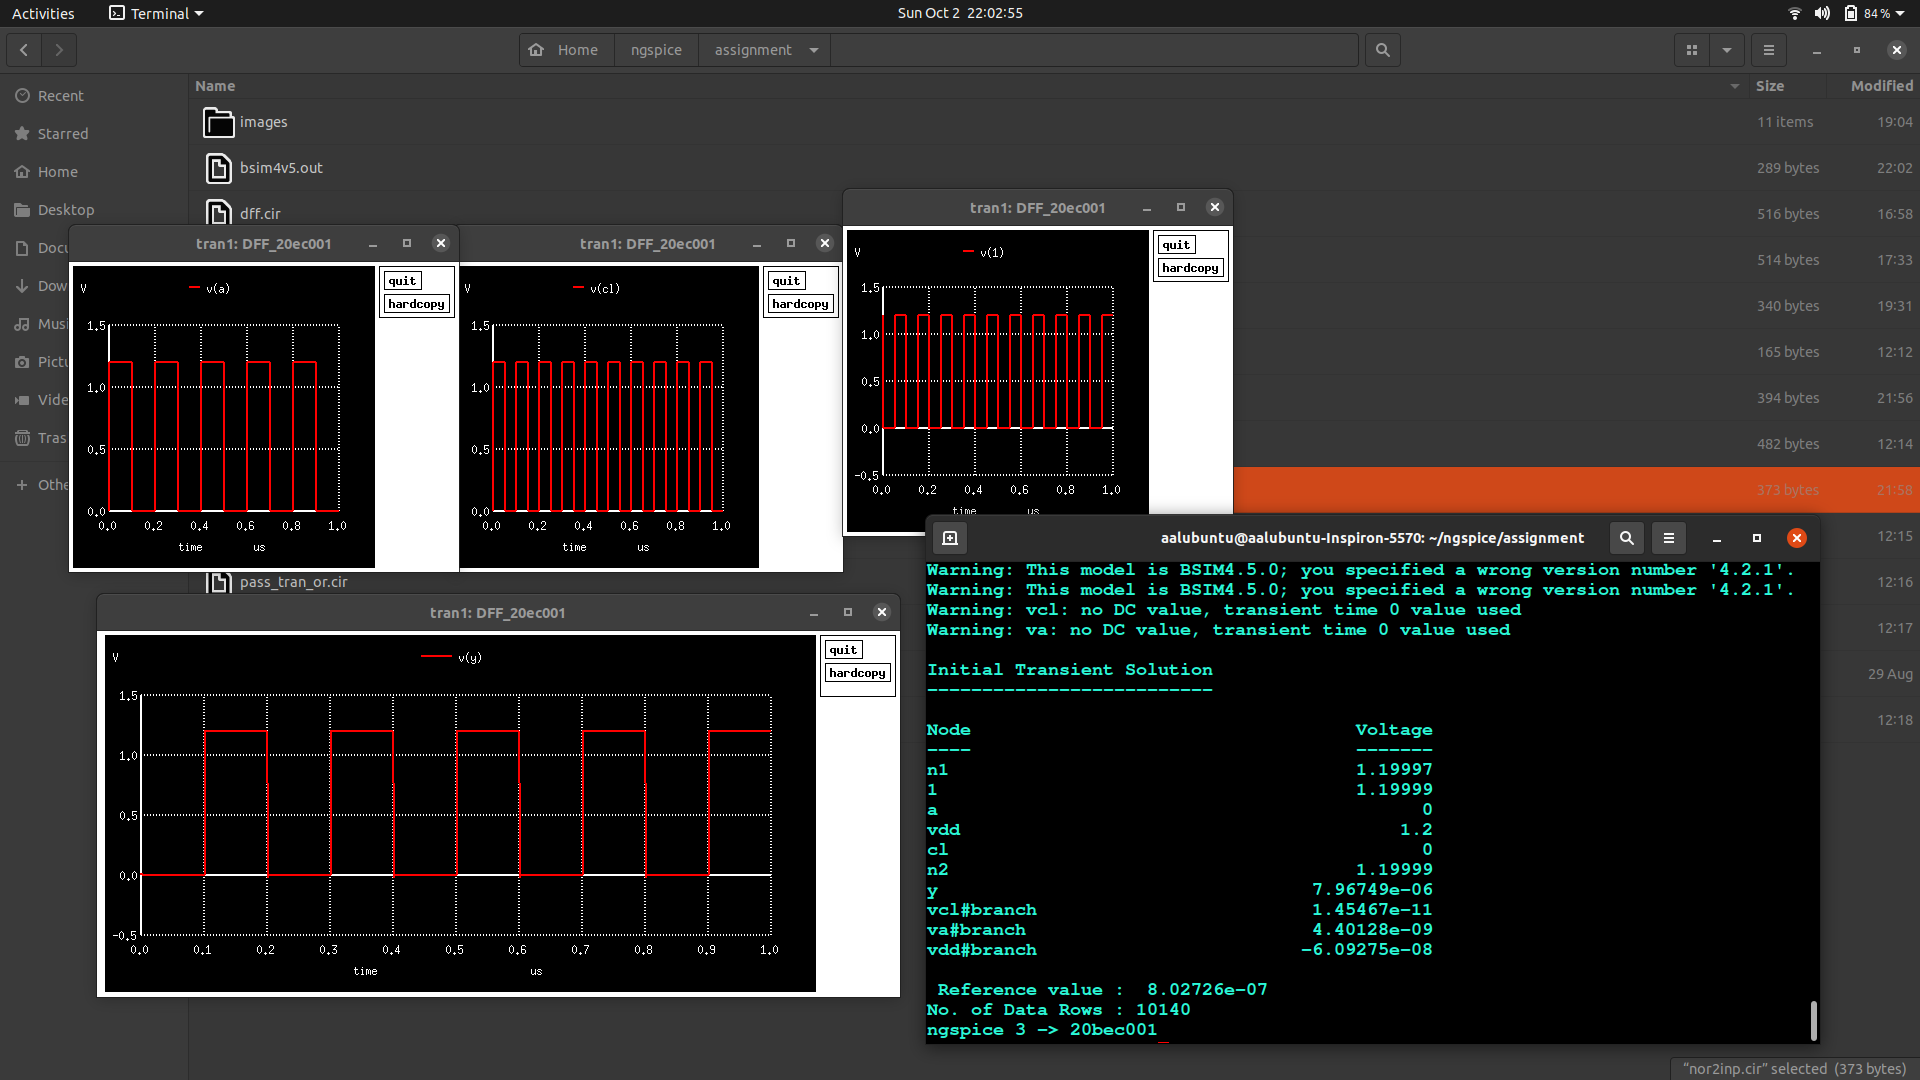 Activities
Terminal
Sun Oct 2 22:02:55
84 %
Home
ngspice
assignment
Name
Size
Modified
Recent
Starred
Home
Desktop
Docu
Dow
Musi
Pictu
Vide
Tras
+ Othe
images
11 items
19:04
bsim4v5.out
289 bytes
22:02
dff.cir
516 bytes
16:58
514 bytes
17:33
340 bytes
19:31
165 bytes
12:12
394 bytes
21:56
482 bytes
12:14
373 bytes
21:58
12:15
pass_tran_or.cir
12:16
12:17
29 Aug
12:18
tran1: DFF_20ec001
V
v(a)
quit
hardcopy
1.5
1.0
0.5
0.0
0.0 0.2 0.4 0.6 0.8 1.0
time us
tran1: DFF_20ec001
V
v(cl)
quit
hardcopy
1.5
1.0
0.5
0.0
0.0 0.2 0.4 0.6 0.8 1.0
time us
tran1: DFF_20ec001
V
v(1)
quit
hardcopy
1.5
1.0
0.5
0.0
-0.5
0.0 0.2 0.4 0.6 0.8 1.0
time us
tran1: DFF_20ec001
V
v(y)
quit
hardcopy
1.5
1.0
0.5
0.0
-0.5
0.0 0.1 0.2 0.3 0.4 0.5 0.6 0.7 0.8 0.9 1.0
time us
aalubuntu@aalubuntu-Inspiron-5570: ~/ngspice/assignment
Warning: This model is BSIM4.5.0; you specified a wrong version number '4.2.1'.
Warning: This model is BSIM4.5.0; you specified a wrong version number '4.2.1'.
Warning: vcl: no DC value, transient time 0 value used
Warning: va: no DC value, transient time 0 value used
Initial Transient Solution
--------------------------
Node Voltage
---- -------
n1 1.19997
1 1.19999
a 0
vdd 1.2
cl 0
n2 1.19999
y 7.96749e-06
vcl#branch 1.45467e-11
va#branch 4.40128e-09
vdd#branch -6.09275e-08
Reference value : 8.02726e-07
No. of Data Rows : 10140
ngspice 3 -> 20bec001
"nor2inp.cir" selected (373 bytes)